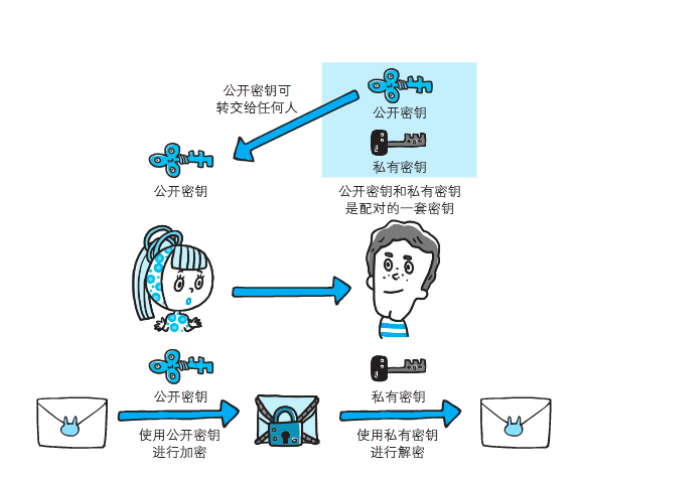 公开密钥可
转交给任何人
公开密钥
私有密钥
公开密钥
公开密钥和私有密钥
是配对的一套密钥
公开密钥
私有密钥
使用公开密钥
进行加密
使用私有密钥
进行解密